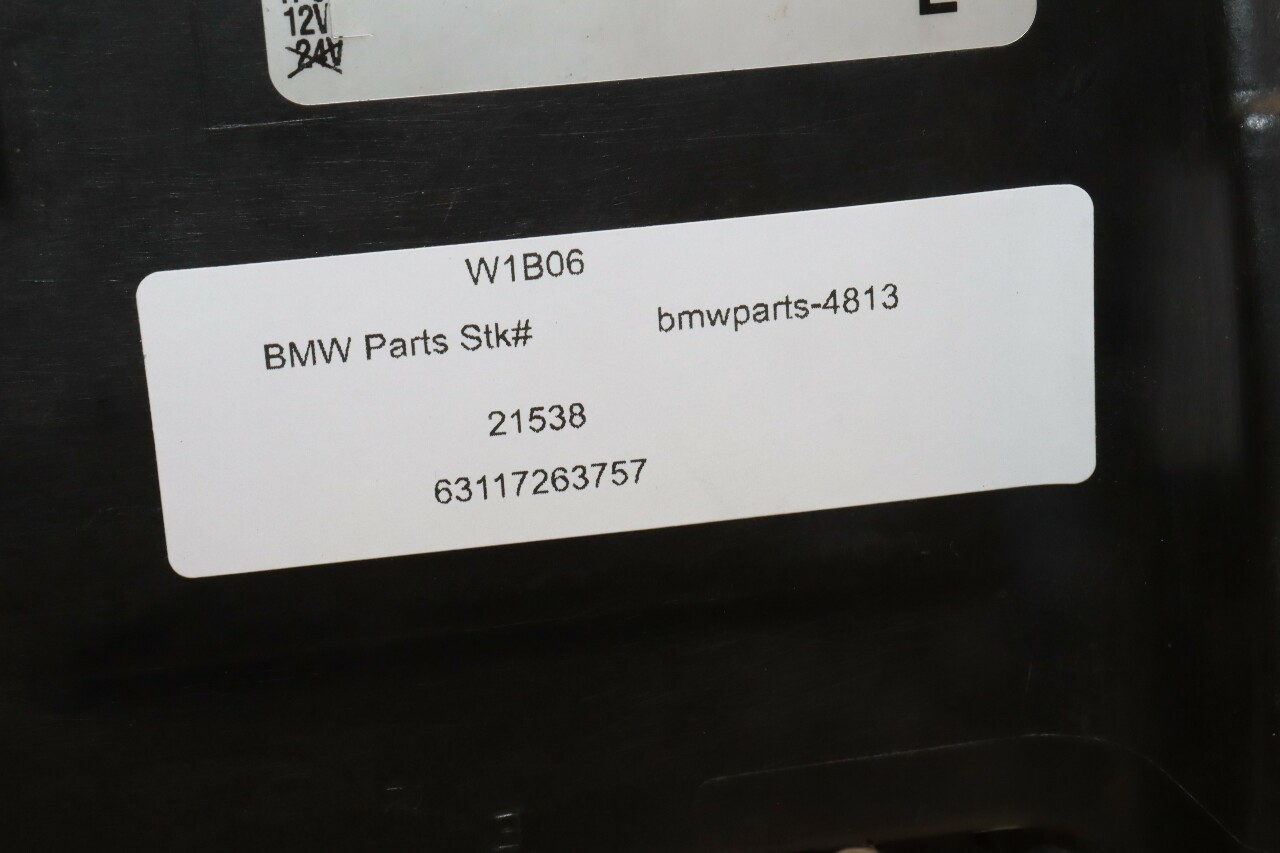 12V
24V
W1B06
BMW Parts Stk# bmwparts-4813
21538
63117263757